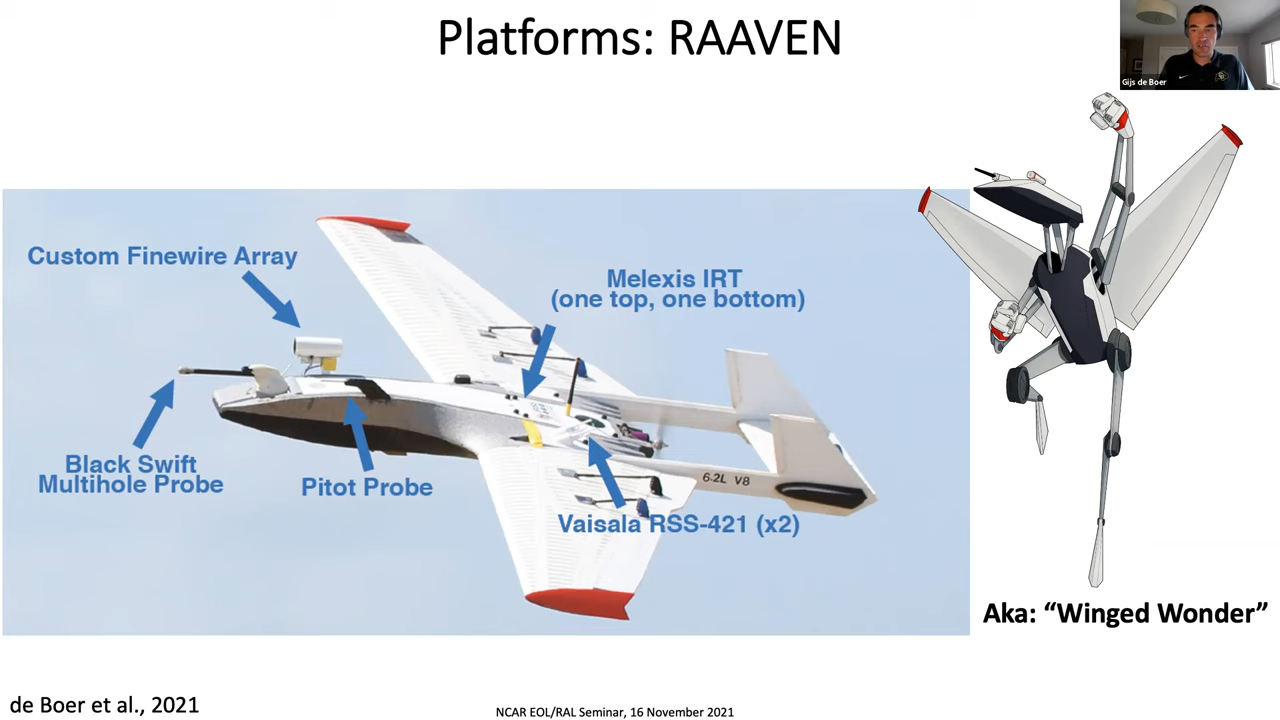 Platforms: RAAVEN
Gijs de Boer
Custom Finewire Array
Melexis IRT
(one top, one bottom)
Black Swift
Multihole Probe
Pitot Probe
6.2L V8
Vaisala RSS-421 (x2)
Aka: “Winged Wonder”
de Boer et al., 2021
NCAR EOL/RAL Seminar, 16 November 2021